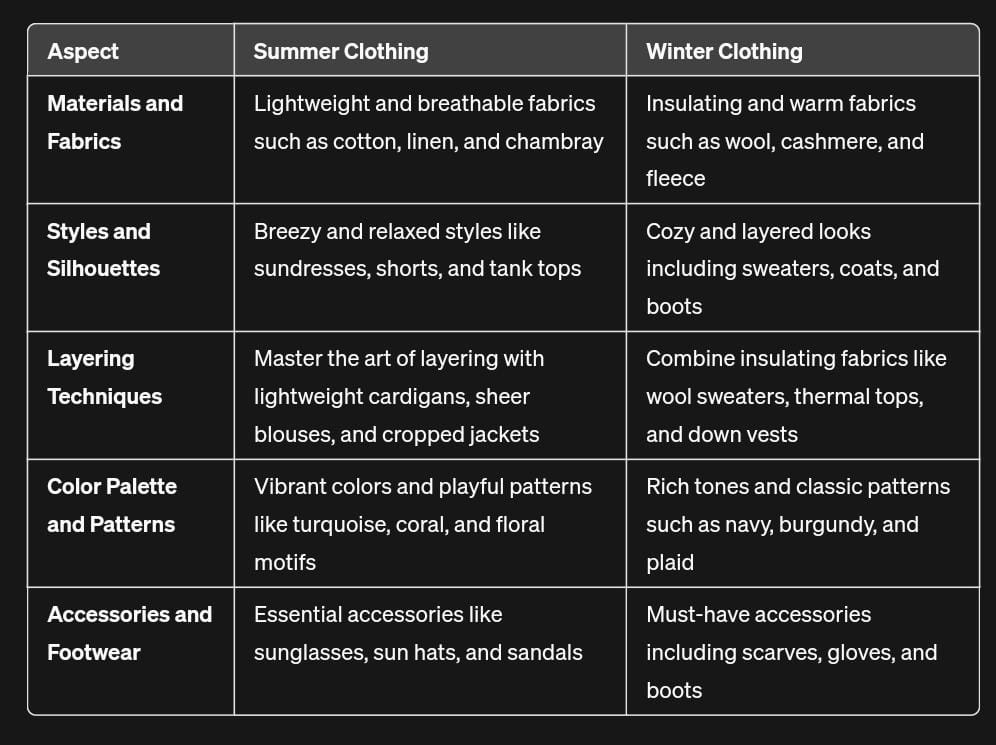 Aspect
Summer Clothing
Winter Clothing
Materials and
Fabrics
Lightweight and breathable fabrics
such as cotton, linen, and chambray
Insulating and warm fabrics
such as wool, cashmere, and
fleece
Styles and
Silhouettes
Breezy and relaxed styles like
sundresses, shorts, and tank tops
Cozy and layered looks
including sweaters, coats, and
boots
Layering
Techniques
Master the art of layering with
lightweight cardigans, sheer
blouses, and cropped jackets
Combine insulating fabrics like
wool sweaters, thermal tops,
and down vests
Color Palette
and Patterns
Vibrant colors and playful patterns
like turquoise, coral, and floral
motifs
Rich tones and classic patterns
such as navy, burgundy, and
plaid
Accessories and
Footwear
Essential accessories like
sunglasses, sun hats, and sandals
Must-have accessories
including scarves, gloves, and
boots